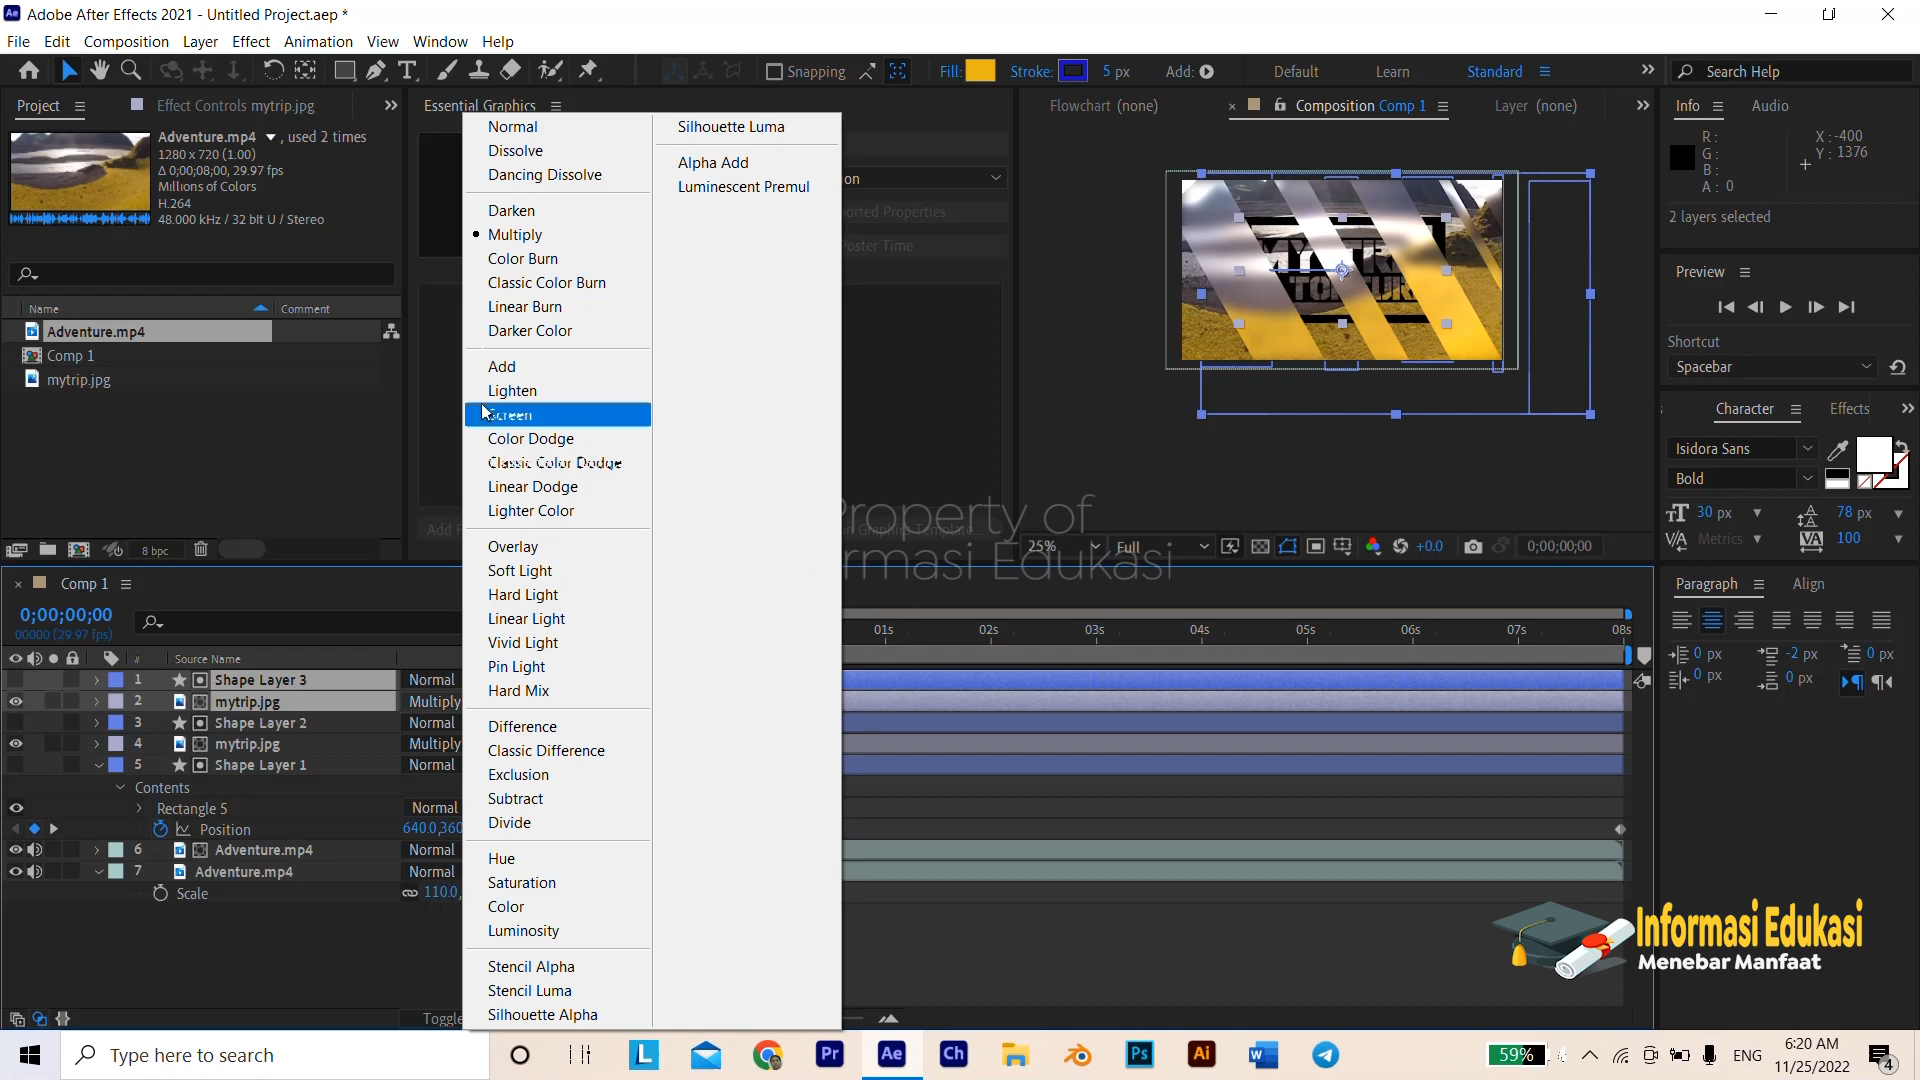 Adobe After Effects 2021 - Untitled Project.aep *
File Edit Composition Layer Effect Animation View Window Help
Snapping
Fill: Stroke: 5 px Add:
Default Learn Standard
Search Help
Project Effect Controls mytrip.jpg
Adventure.mp4 , used 2 times
1280 x 720 (1.00)
Δ 0;00;08;00, 29.97 fps
Millions of Colors
H.264
48.000 kHz / 32 bit U / Stereo
Name Comment
Adventure.mp4
Comp 1
mytrip.jpg
8 bpc
Essential Graphics
Normal
Dissolve
Dancing Dissolve
Darken
Multiply
Color Burn
Classic Color Burn
Linear Burn
Darker Color
Add
Lighten
Screen
Color Dodge
Classic Color Dodge
Linear Dodge
Lighter Color
Overlay
Soft Light
Hard Light
Linear Light
Vivid Light
Pin Light
Hard Mix
Difference
Classic Difference
Exclusion
Subtract
Divide
Hue
Saturation
Color
Luminosity
Stencil Alpha
Stencil Luma
Silhouette Alpha
Silhouette Luma
Alpha Add
Luminescent Premul
Poster Time
Property of
Flowchart (none) Composition Comp 1 Layer (none)
25% Full +0.0 0;00;00;00
Info Audio
R:
G:
B:
A: 0
X: -400
Y: 1376
2 layers selected
Preview
Shortcut
Spacebar
Character Effects
Isidora Sans
Bold
30 px 78 px
Metrics 100
Paragraph Align
0 px -2 px 0 px
0 px 0 px
Comp 1
0;00;00;00
00000 (29.97 fps)
# Source Name
1 Shape Layer 3 Normal
2 mytrip.jpg Multiply
3 Shape Layer 2 Normal
4 mytrip.jpg Multiply
5 Shape Layer 1 Normal
Contents
Rectangle 5 Normal
Position 640.0,360
6 Adventure.mp4 Normal
7 Adventure.mp4 Normal
Scale 110.0,
01s 02s 03s 04s 05s 06s 07s 08s
Toggle
Informasi Edukasi
Menebar Manfaat
Type here to search
59%
ENG
6:20 AM
11/25/2022
4